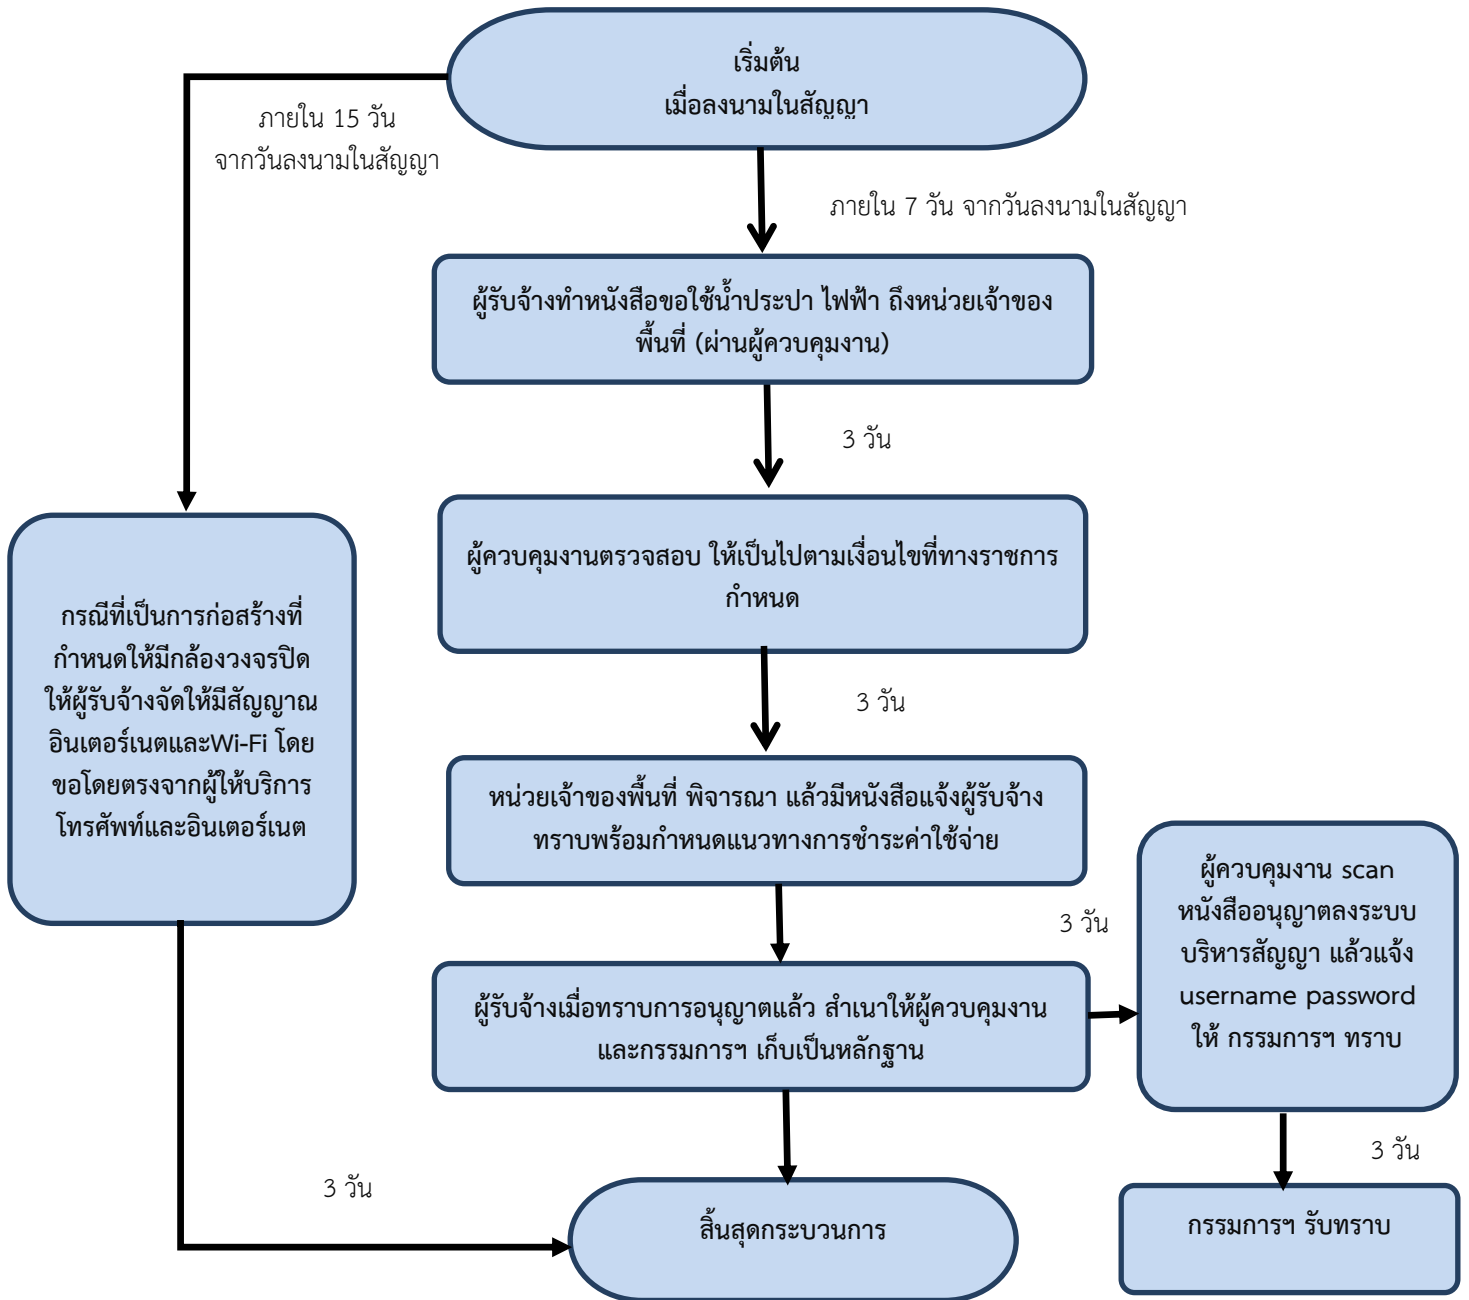 เริ่มต้น
เมื่อลงนามในสัญญา
ภายใน 15 วัน
จากวันลงนามในสัญญา
ภายใน 7 วัน จากวันลงนามในสัญญา
ผู้รับจ้างทำหนังสือขอใช้น้ำประปา ไฟฟ้า ถึงหน่วยเจ้าของ
พื้นที่ (ผ่านผู้ควบคุมงาน)
3 วัน
ผู้ควบคุมงานตรวจสอบ ให้เป็นไปตามเงื่อนไขที่ทางราชการ
กำหนด
กรณีที่เป็นการก่อสร้างที่
กำหนดให้มีกล้องวงจรปิด
ให้ผู้รับจ้างจัดให้มีสัญญาณ
อินเตอร์เนตและWi-Fi โดย
ขอโดยตรงจากผู้ให้บริการ
โทรศัพท์และอินเตอร์เนต
3 วัน
หน่วยเจ้าของพื้นที่ พิจารณา แล้วมีหนังสือแจ้งผู้รับจ้าง
ทราบพร้อมกำหนดแนวทางการชำระค่าใช้จ่าย
3 วัน
ผู้ควบคุมงาน scan
หนังสืออนุญาตลงระบบ
บริหารสัญญา แล้วแจ้ง
username password
ให้ กรรมการฯ ทราบ
ผู้รับจ้างเมื่อทราบการอนุญาตแล้ว สำเนาให้ผู้ควบคุมงาน
และกรรมการฯ เก็บเป็นหลักฐาน
3 วัน
3 วัน
สิ้นสุดกระบวนการ
กรรมการฯ รับทราบ